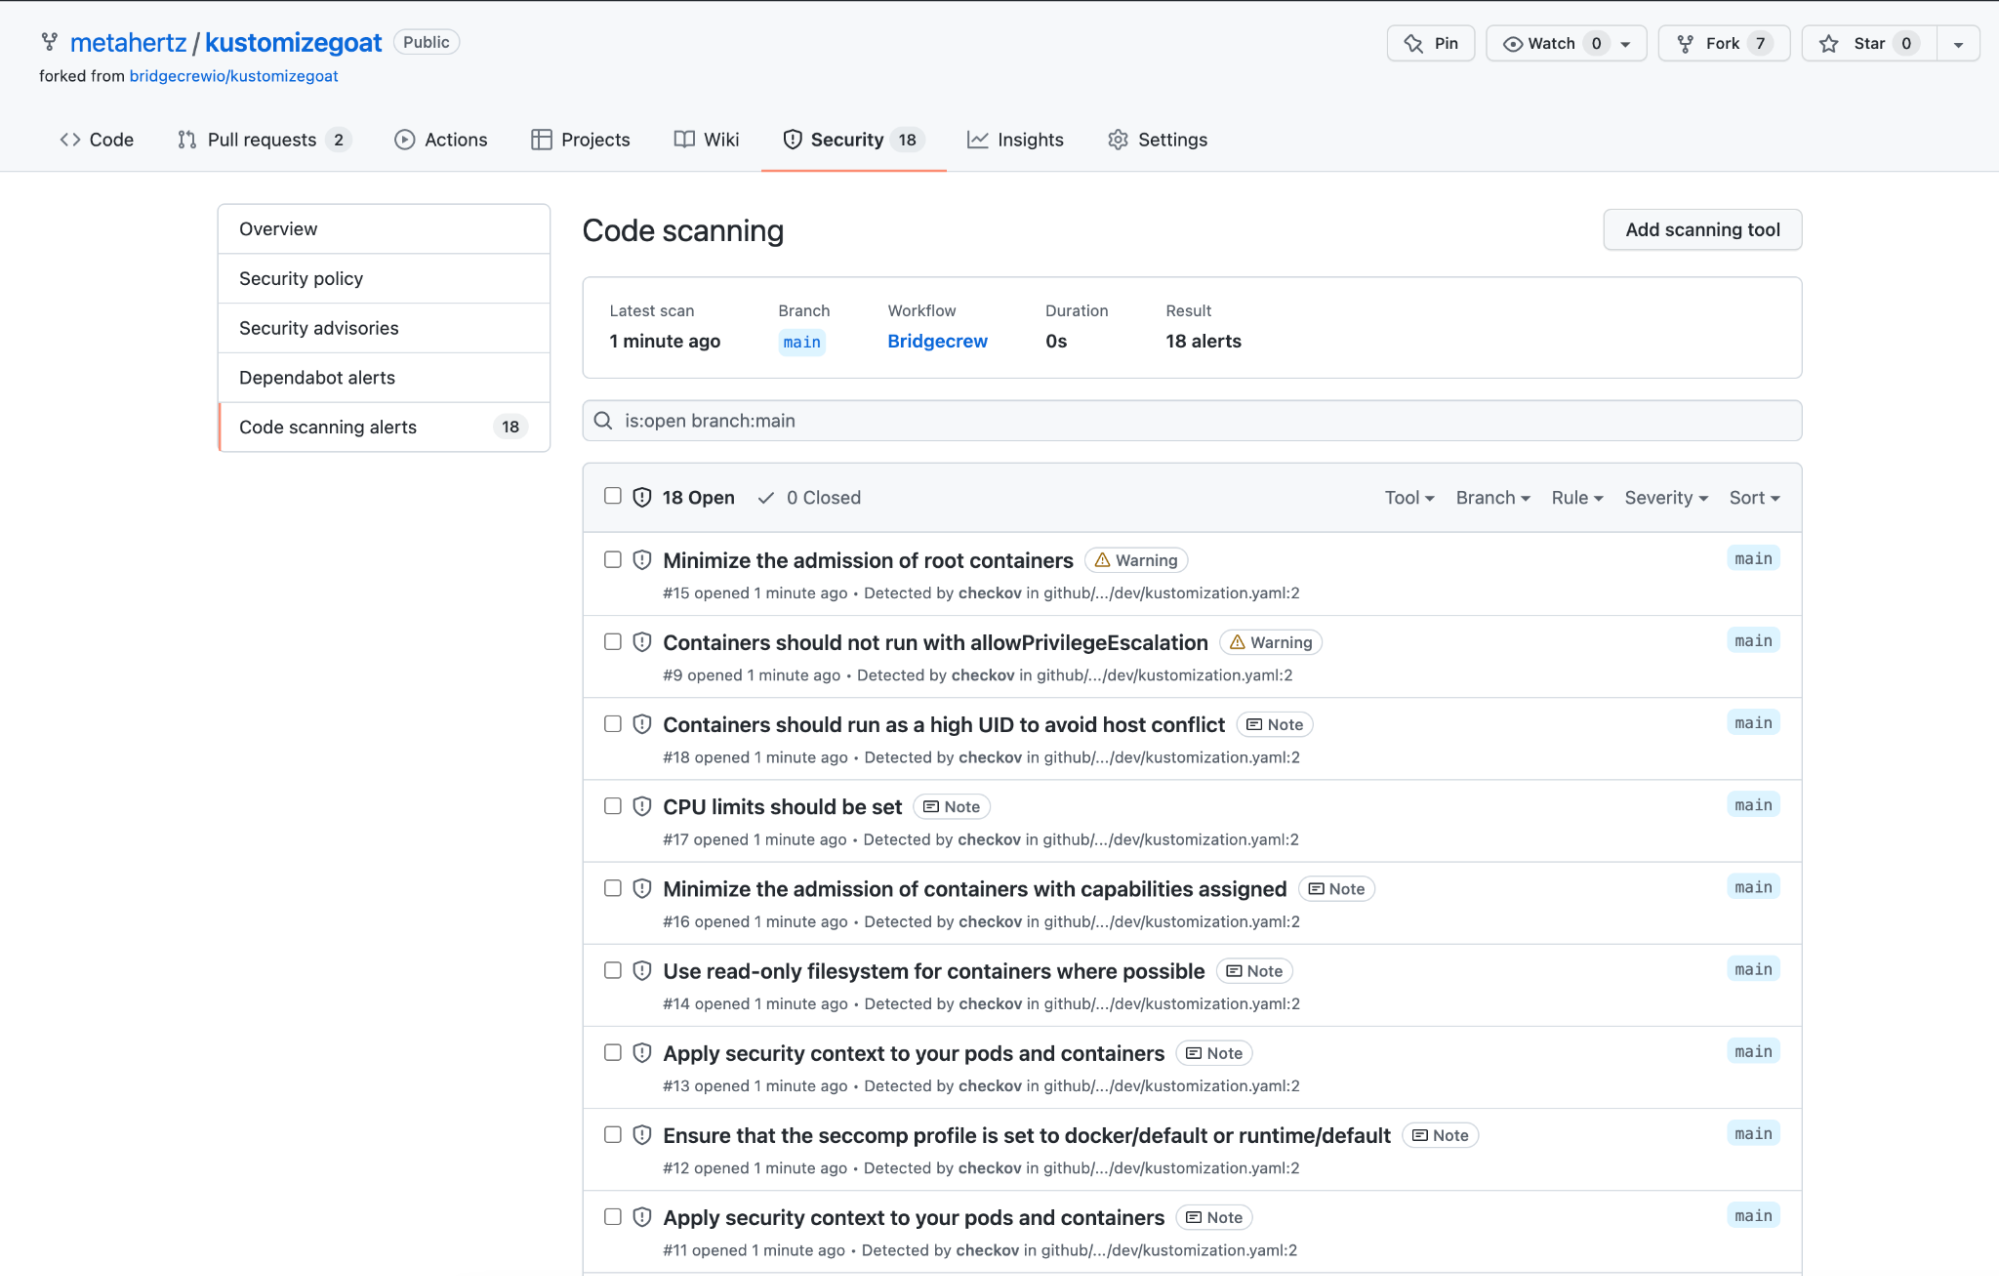 metahertz / kustomizegoat Public
Pin
Watch 0
Fork 7
Star 0
forked from bridgecrewio/kustomizegoat
Code
Pull requests 2
Actions
Projects
Wiki
Security 18
Insights
Settings
Overview
Security policy
Security advisories
Dependabot alerts
Code scanning alerts 18
Code scanning
Add scanning tool
Latest scan
1 minute ago
Branch
main
Workflow
Bridgecrew
Duration
0s
Result
18 alerts
is:open branch:main
18 Open 0 Closed
Tool Branch Rule Severity Sort
Minimize the admission of root containers Warning main
#15 opened 1 minute ago • Detected by checkov in github/.../dev/kustomization.yaml:2
Containers should not run with allowPrivilegeEscalation Warning main
#9 opened 1 minute ago • Detected by checkov in github/.../dev/kustomization.yaml:2
Containers should run as a high UID to avoid host conflict Note main
#18 opened 1 minute ago • Detected by checkov in github/.../dev/kustomization.yaml:2
CPU limits should be set Note main
#17 opened 1 minute ago • Detected by checkov in github/.../dev/kustomization.yaml:2
Minimize the admission of containers with capabilities assigned Note main
#16 opened 1 minute ago • Detected by checkov in github/.../dev/kustomization.yaml:2
Use read-only filesystem for containers where possible Note main
#14 opened 1 minute ago • Detected by checkov in github/.../dev/kustomization.yaml:2
Apply security context to your pods and containers Note main
#13 opened 1 minute ago • Detected by checkov in github/.../dev/kustomization.yaml:2
Ensure that the seccomp profile is set to docker/default or runtime/default Note main
#12 opened 1 minute ago • Detected by checkov in github/.../dev/kustomization.yaml:2
Apply security context to your pods and containers Note main
#11 opened 1 minute ago • Detected by checkov in github/.../dev/kustomization.yaml:2